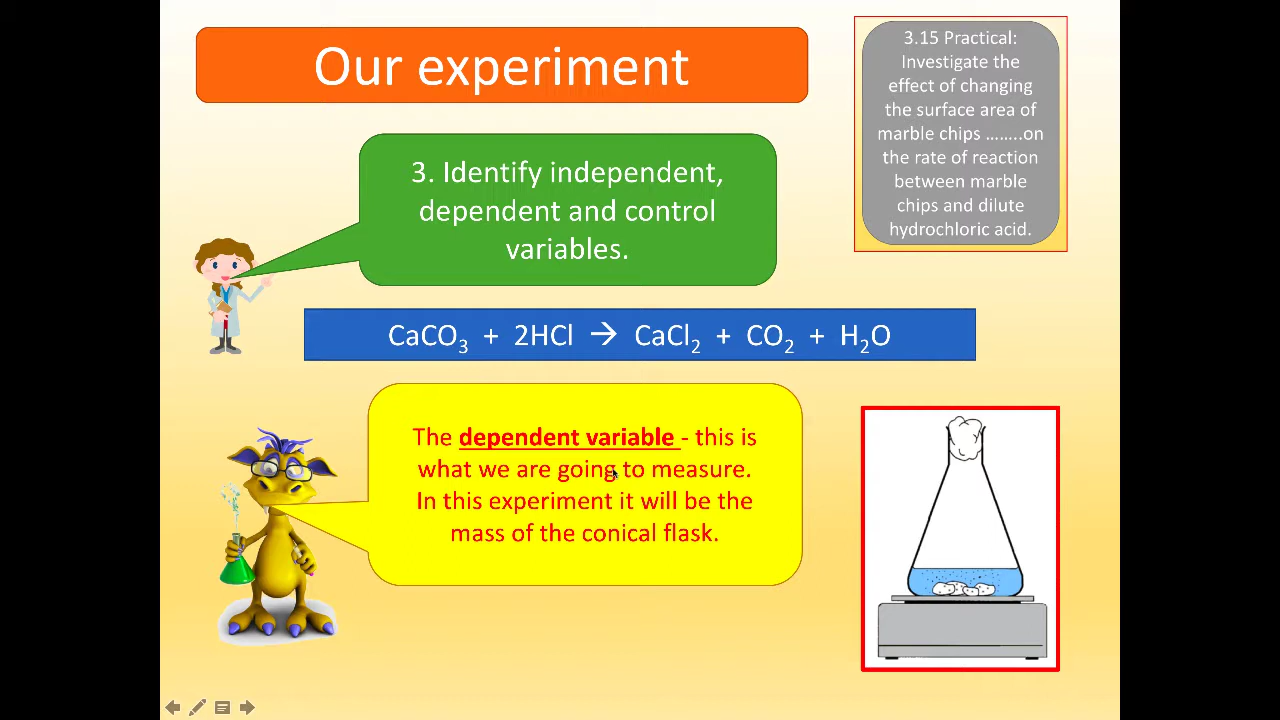 Our experiment
3.15 Practical:
Investigate the
effect of changing
the surface area of
marble chips ........on
the rate of reaction
between marble
chips and dilute
hydrochloric acid.
3. Identify independent,
dependent and control
variables.
CaCO₃ + 2HCl → CaCl₂ + CO₂ + H₂O
The dependent variable - this is
what we are going to measure.
In this experiment it will be the
mass of the conical flask.